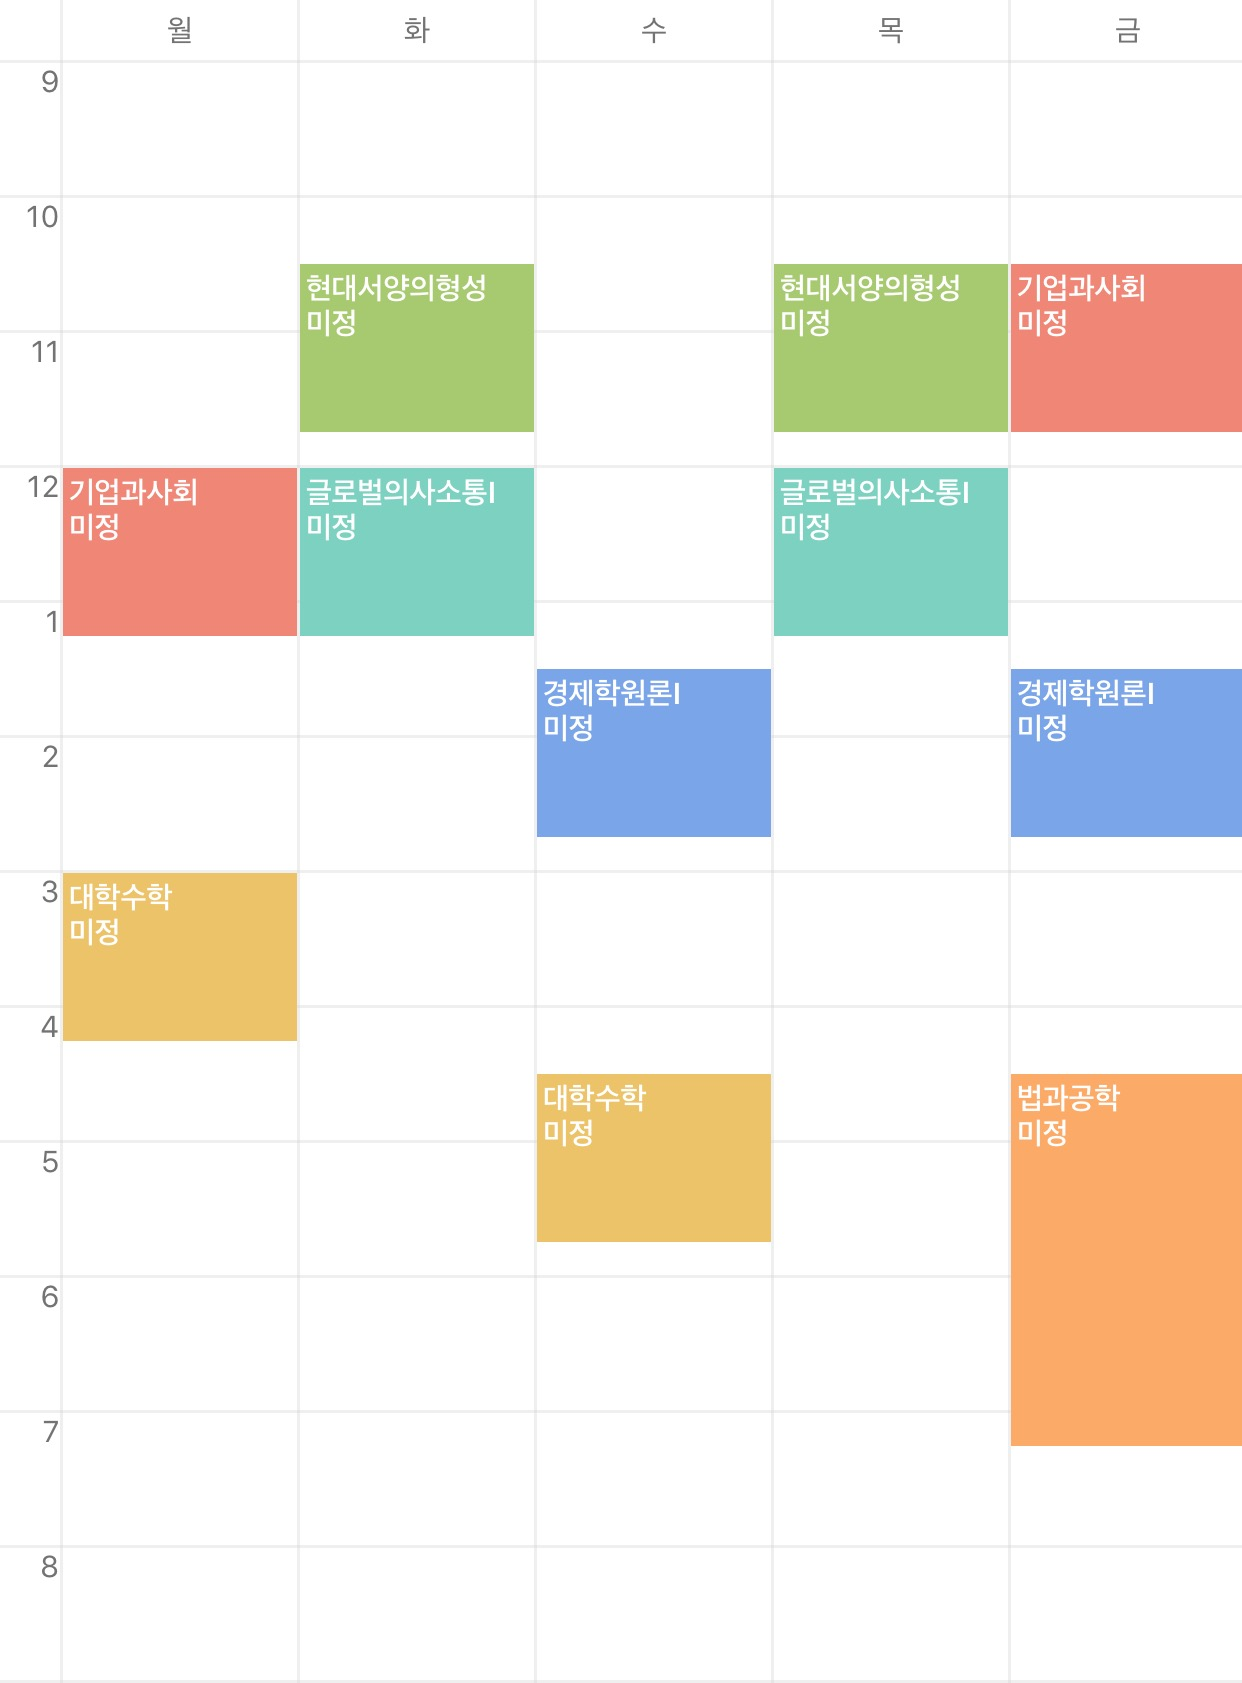 월
화
수
목
금
9
10
현대서양의형성
미정
현대서양의형성
미정
기업과사회
미정
11
12
기업과사회
미정
글로벌의사소통I
미정
글로벌의사소통I
미정
1
경제학원론I
미정
경제학원론I
미정
2
3
대학수학
미정
4
대학수학
미정
법과공학
미정
5
6
7
8